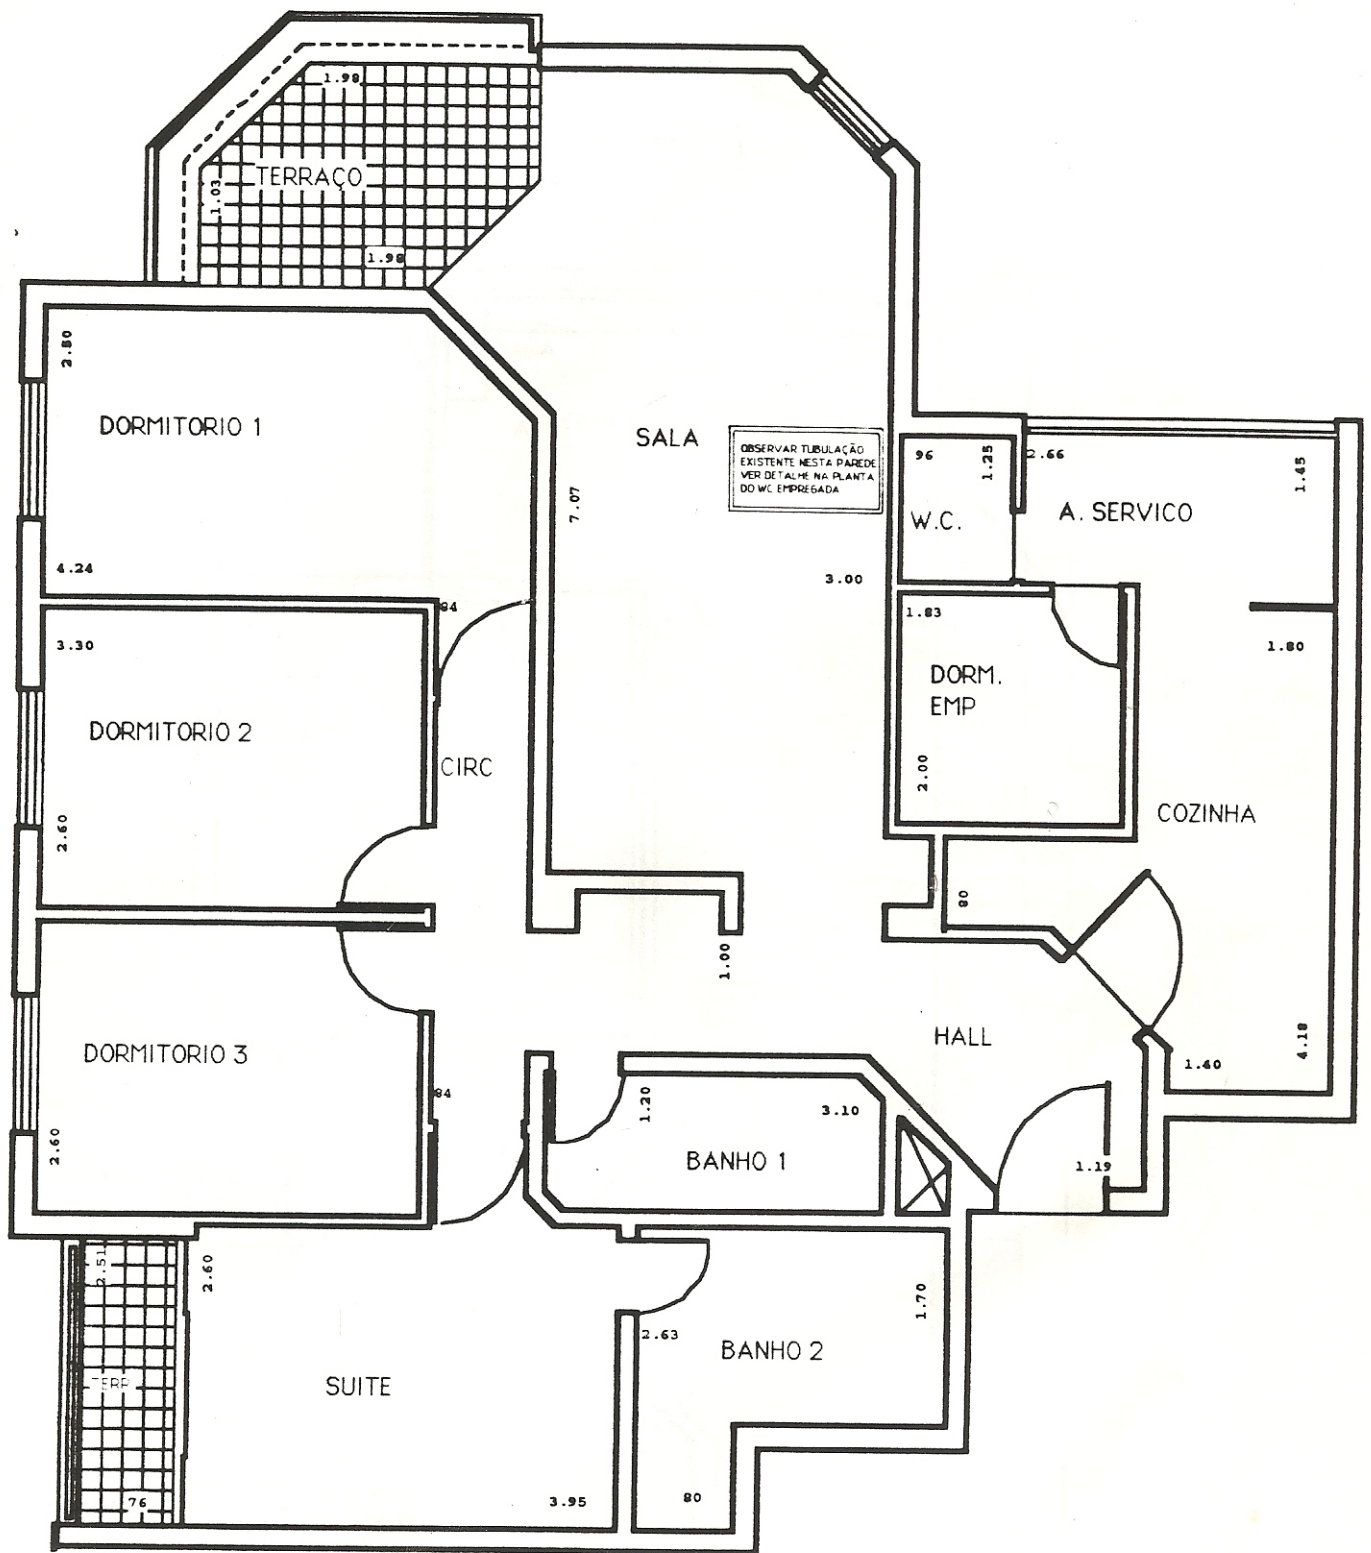 1.98
TERRAÇO
1.03
1.98
2.80
DORMITORIO 1
4.24
SALA
OBSERVAR TUBULAÇÃO
EXISTENTE NESTA PAREDE
VER DETALHE NA PLANTA
DO WC EMPREGADA
7.07
3.00
96
1.25
W.C.
2.66
1.45
A. SERVICO
84
3.30
DORMITORIO 2
2.60
CIRC
1.83
DORM.
EMP
2.00
1.80
COZINHA
80
1.00
HALL
4.18
1.60
DORMITORIO 3
84
2.60
1.20
3.10
BANHO 1
1.19
2.51
2.60
TERR
76
SUITE
3.95
2.63
1.70
BANHO 2
80